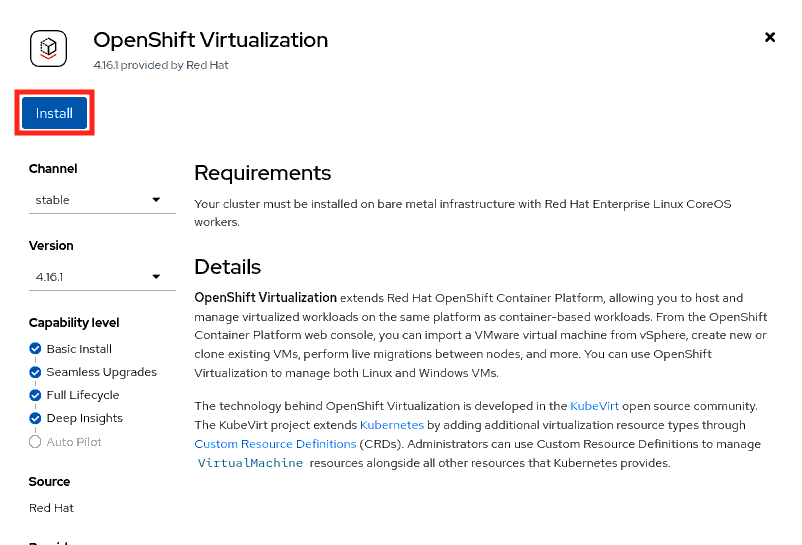 OpenShift Virtualization
4.16.1 provided by Red Hat
Install
Channel
stable
Version
4.16.1
Capability level
Basic Install
Seamless Upgrades
Full Lifecycle
Deep Insights
Auto Pilot
Source
Red Hat
Requirements
Your cluster must be installed on bare metal infrastructure with Red Hat Enterprise Linux CoreOS
workers.
Details
OpenShift Virtualization extends Red Hat OpenShift Container Platform, allowing you to host and
manage virtualized workloads on the same platform as container-based workloads. From the OpenShift
Container Platform web console, you can import a VMware virtual machine from vSphere, create new or
clone existing VMs, perform live migrations between nodes, and more. You can use OpenShift
Virtualization to manage both Linux and Windows VMs.
The technology behind OpenShift Virtualization is developed in the KubeVirt open source community.
The KubeVirt project extends Kubernetes by adding additional virtualization resource types through
Custom Resource Definitions (CRDs). Administrators can use Custom Resource Definitions to manage
VirtualMachine resources alongside all other resources that Kubernetes provides.